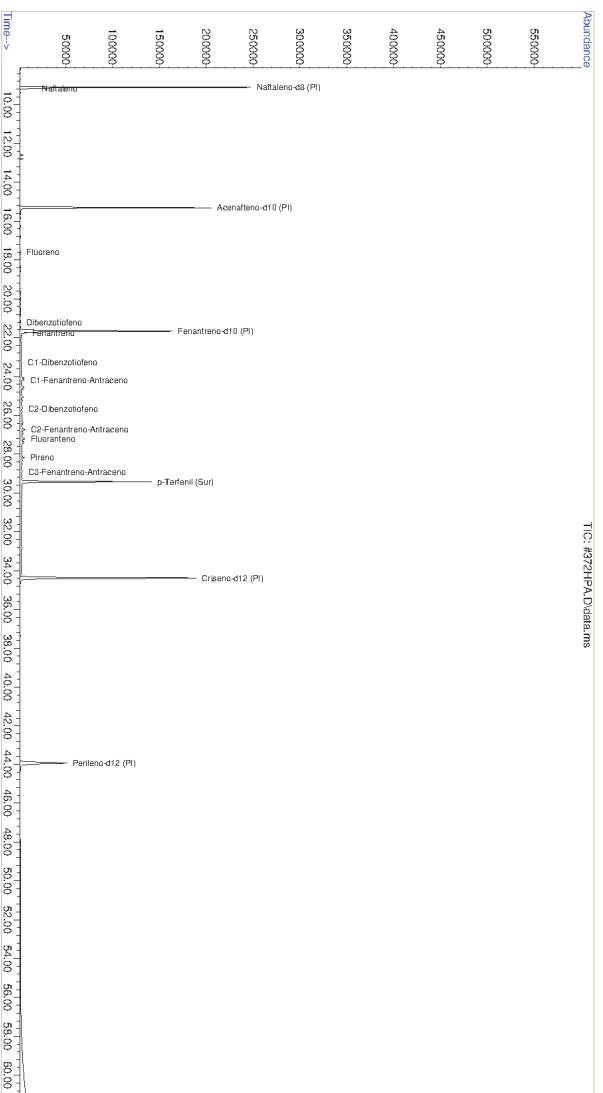 Abundance
TIC: #372HPA.D\data.ms
550000
500000
450000
400000
350000
300000
250000
200000
150000
100000
50000
Time-->
Naftaleno-d8 (PI)
Naftaleno
Acenafteno-d10 (PI)
Fluoreno
Dibenzotiofeno
Fenantreno-d10 (PI)
Fenantreno
C1-Dibenzotiofeno
C1-Fenantreno-Antraceno
C2-Dibenzotiofeno
C2-Fenantreno-Antraceno
Fluoranteno
Pireno
C3-Fenantreno-Antraceno
p-Terfenil (Sur)
Criseno-d12 (PI)
Perileno-d12 (PI)
10.00 12.00 14.00 16.00 18.00 20.00 22.00 24.00 26.00 28.00 30.00 32.00 34.00 36.00 38.00 40.00 42.00 44.00 46.00 48.00 50.00 52.00 54.00 56.00 58.00 60.00